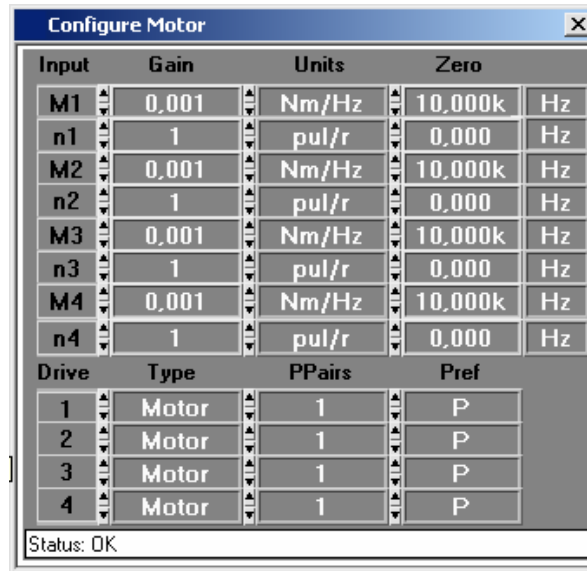 Configure Motor
Input Gain Units Zero
M1 0,001 Nm/Hz 10,000k Hz
n1 1 pul/r 0,000 Hz
M2 0,001 Nm/Hz 10,000k Hz
n2 1 pul/r 0,000 Hz
M3 0,001 Nm/Hz 10,000k Hz
n3 1 pul/r 0,000 Hz
M4 0,001 Nm/Hz 10,000k Hz
n4 1 pul/r 0,000 Hz
Drive Type PPairs Pref
1 Motor 1 P
2 Motor 1 P
3 Motor 1 P
4 Motor 1 P
Status: OK